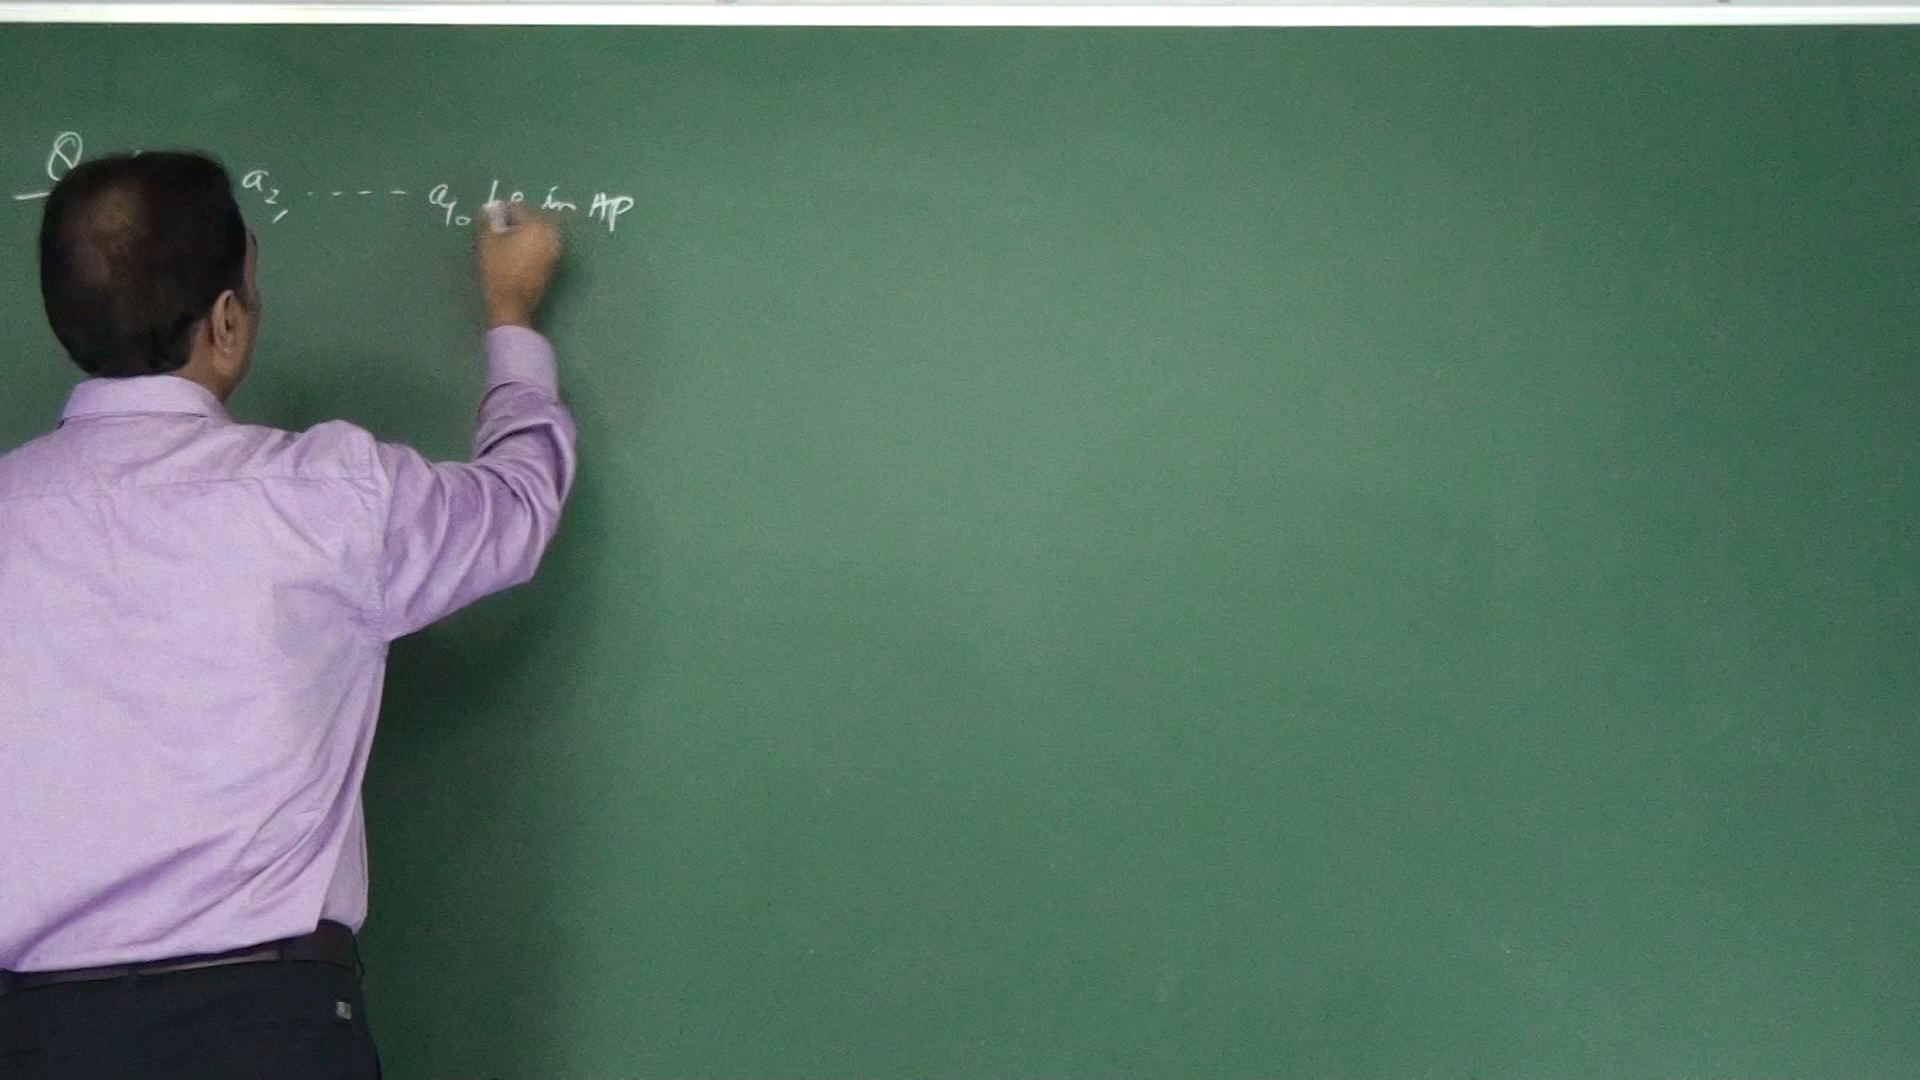 Q a₂, ---- a₁₀ be in AP